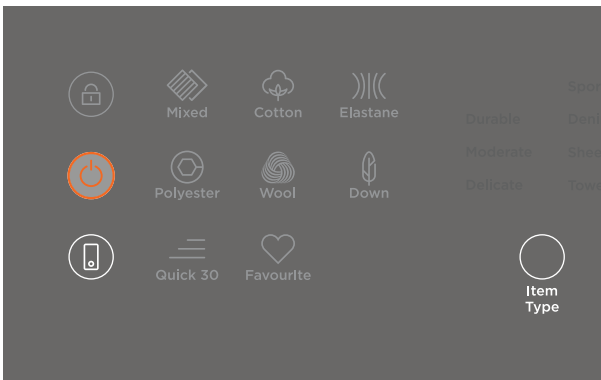 Mixed Cotton Elastane
Durable
Moderate
Delicate
Polyester Wool Down
Quick 30 Favourite
Item
Type